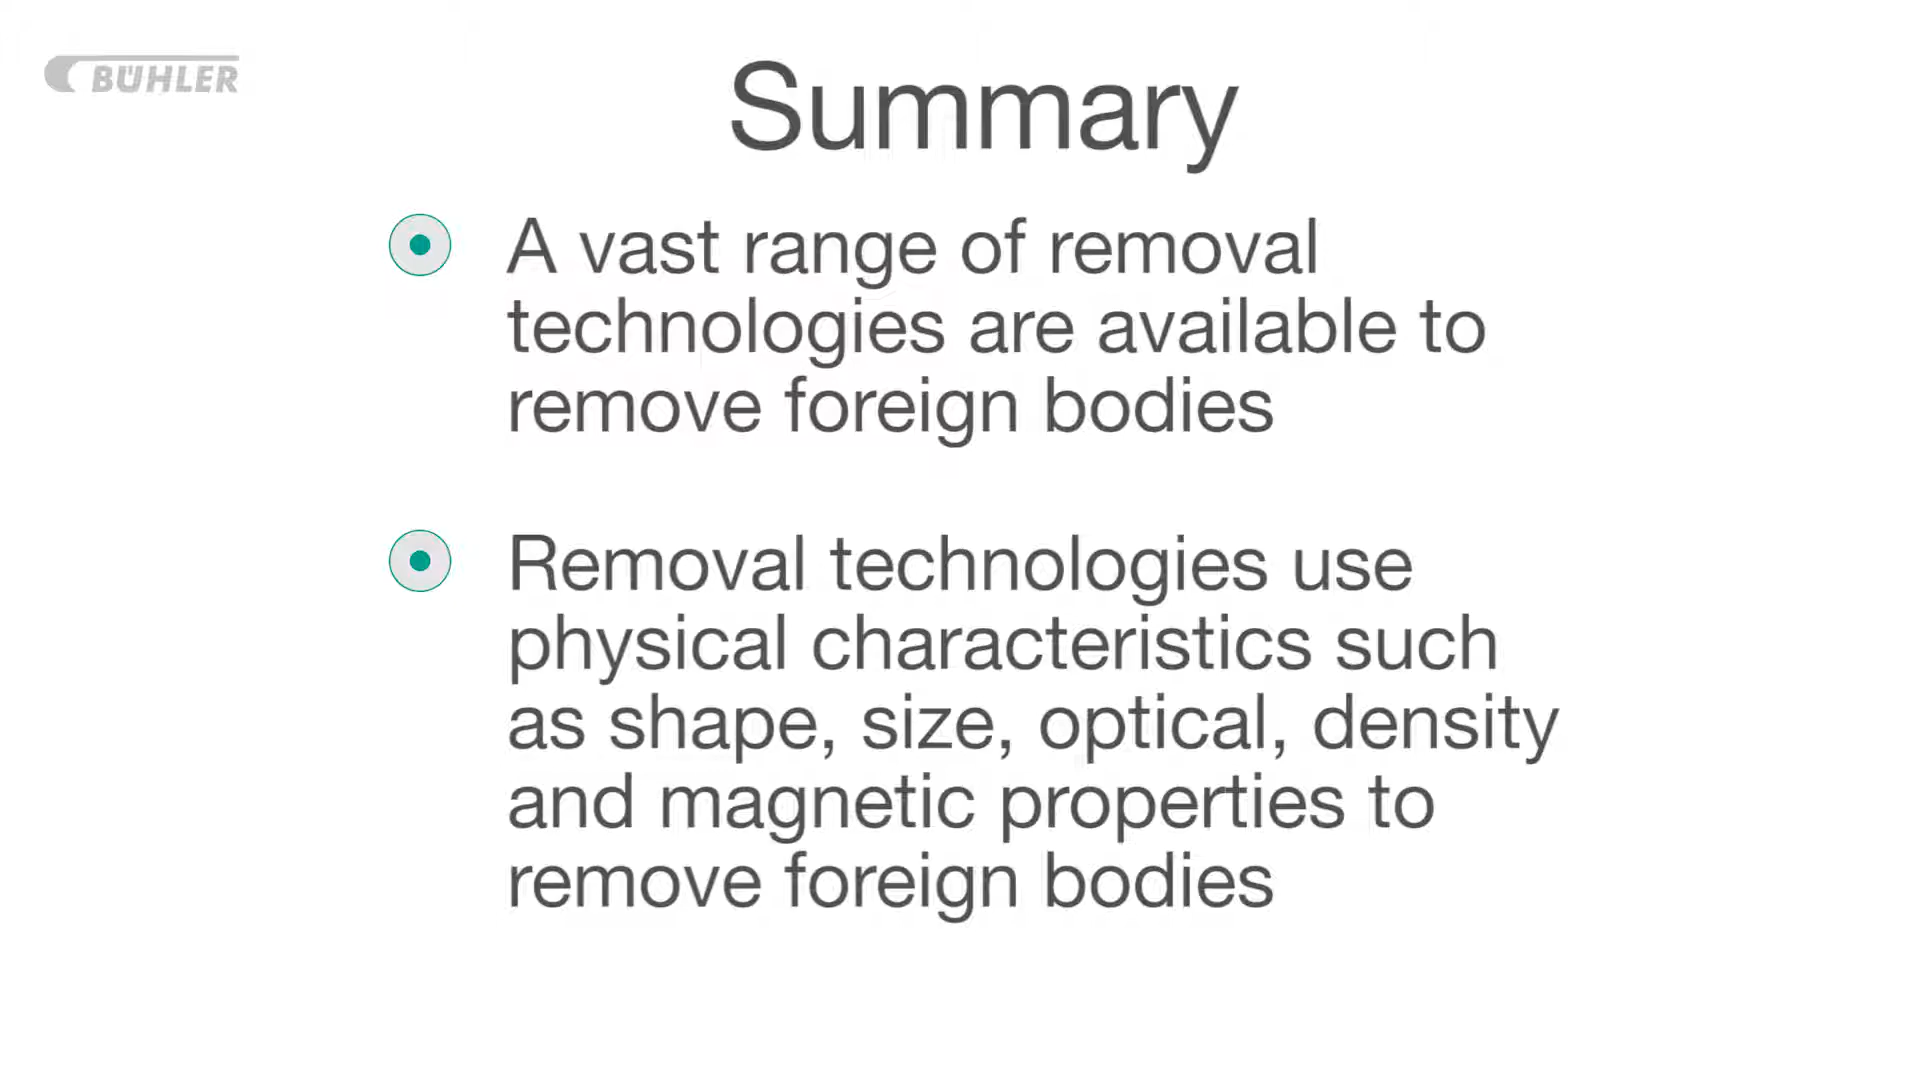 BÜHLER
Summary
A vast range of removal
technologies are available to
remove foreign bodies
Removal technologies use
physical characteristics such
as shape, size, optical, density
and magnetic properties to
remove foreign bodies